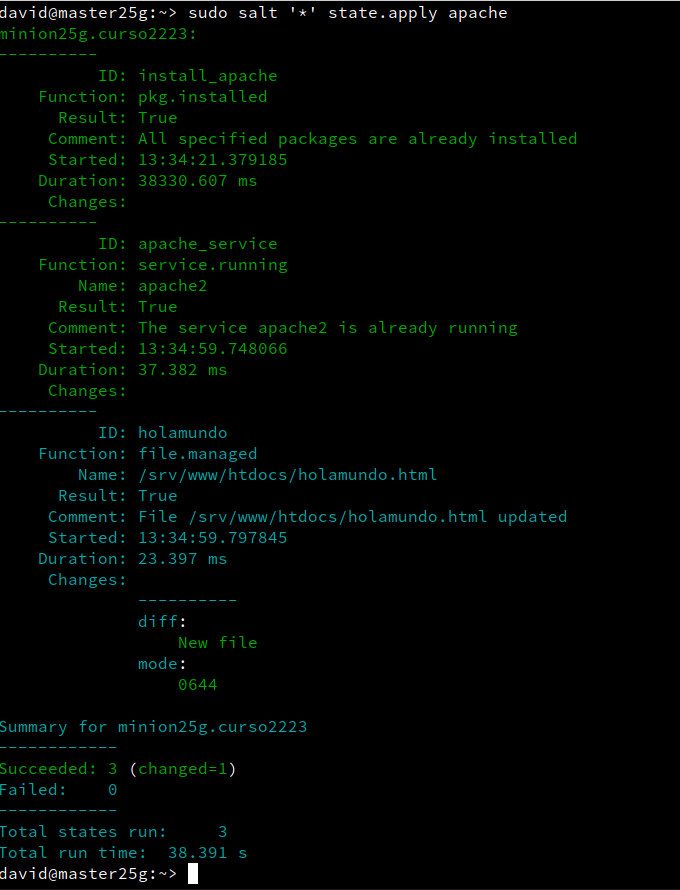 david@master25g:~> sudo salt '*' state.apply apache
minion25g.curso2223:
----------
          ID: install_apache
    Function: pkg.installed
      Result: True
     Comment: All specified packages are already installed
     Started: 13:34:21.379185
    Duration: 38330.607 ms
     Changes:
----------
          ID: apache_service
    Function: service.running
        Name: apache2
      Result: True
     Comment: The service apache2 is already running
     Started: 13:34:59.748066
    Duration: 37.382 ms
     Changes:
----------
          ID: holamundo
    Function: file.managed
        Name: /srv/www/htdocs/holamundo.html
      Result: True
     Comment: File /srv/www/htdocs/holamundo.html updated
     Started: 13:34:59.797845
    Duration: 23.397 ms
     Changes:
              ----------
              diff:
                  New file
              mode:
                  0644

Summary for minion25g.curso2223
------------
Succeeded: 3 (changed=1)
Failed:    0
------------
Total states run:     3
Total run time:  38.391 s
david@master25g:~>